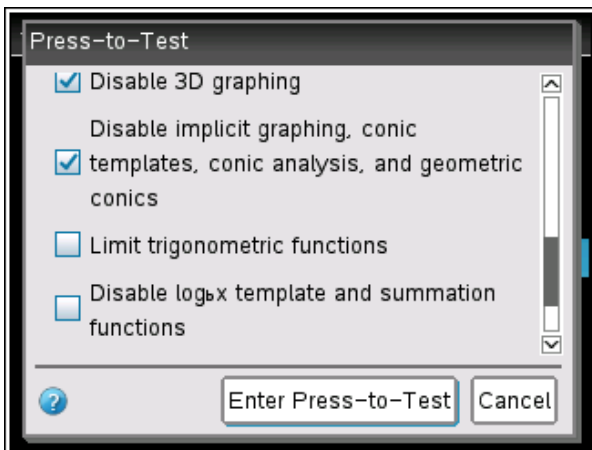 Press-to-Test
Disable 3D graphing
Disable implicit graphing, conic
templates, conic analysis, and geometric
conics
Limit trigonometric functions
Disable logьx template and summation
functions
?
Enter Press-to-Test
Cancel